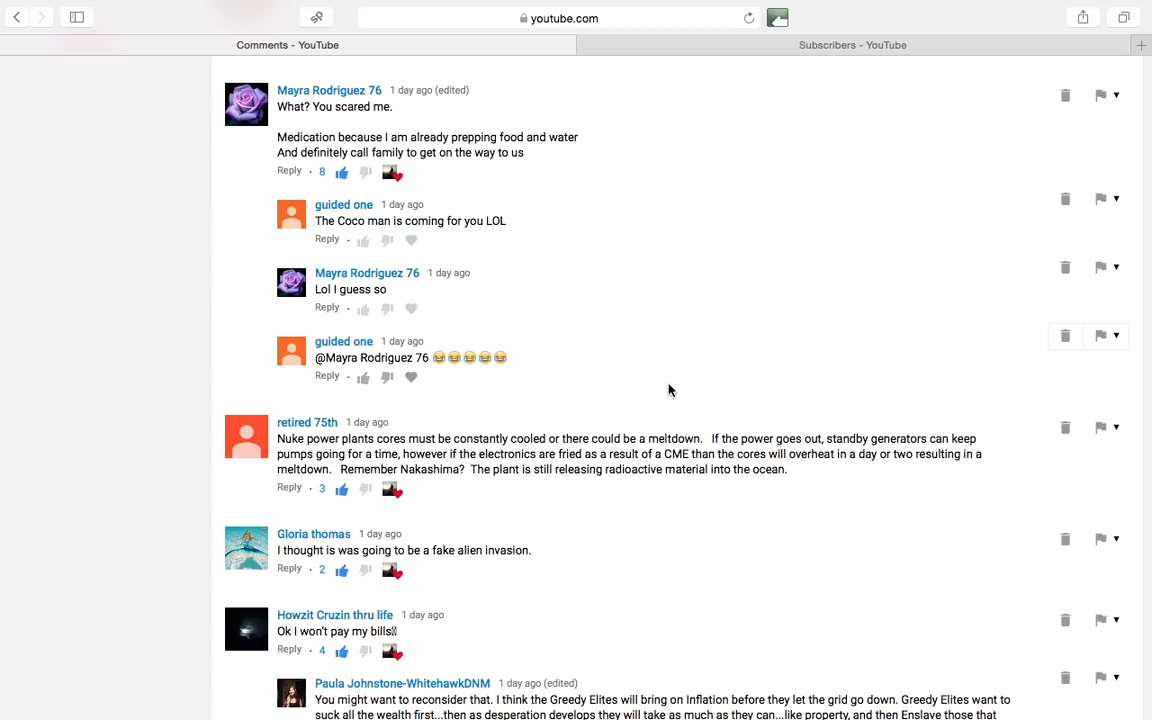 youtube.com
Comments - YouTube
Subscribers - YouTube
Mayra Rodriguez 76 1 day ago (edited)
What? You scared me.
Medication because I am already prepping food and water
And definitely call family to get on the way to us
Reply · 8
guided one 1 day ago
The Coco man is coming for you LOL
Reply ·
Mayra Rodriguez 76 1 day ago
Lol I guess so
Reply ·
guided one 1 day ago
@Mayra Rodriguez 76 😂😂😂😂😂
Reply ·
retired 75th 1 day ago
Nuke power plants cores must be constantly cooled or there could be a meltdown. If the power goes out, standby generators can keep
pumps going for a time, however if the electronics are fried as a result of a CME than the cores will overheat in a day or two resulting in a
meltdown. Remember Nakashima? The plant is still releasing radioactive material into the ocean.
Reply · 3
Gloria thomas 1 day ago
I thought is was going to be a fake alien invasion.
Reply · 2
Howzit Cruzin thru life 1 day ago
Ok I won't pay my bills
Reply · 4
Paula Johnstone-WhitehawkDNM 1 day ago (edited)
You might want to reconsider that. I think the Greedy Elites will bring on Inflation before they let the grid go down. Greedy Elites want to
suck all the wealth first...then as desperation develops they will take as much as they can...like property, and then Enslave those that